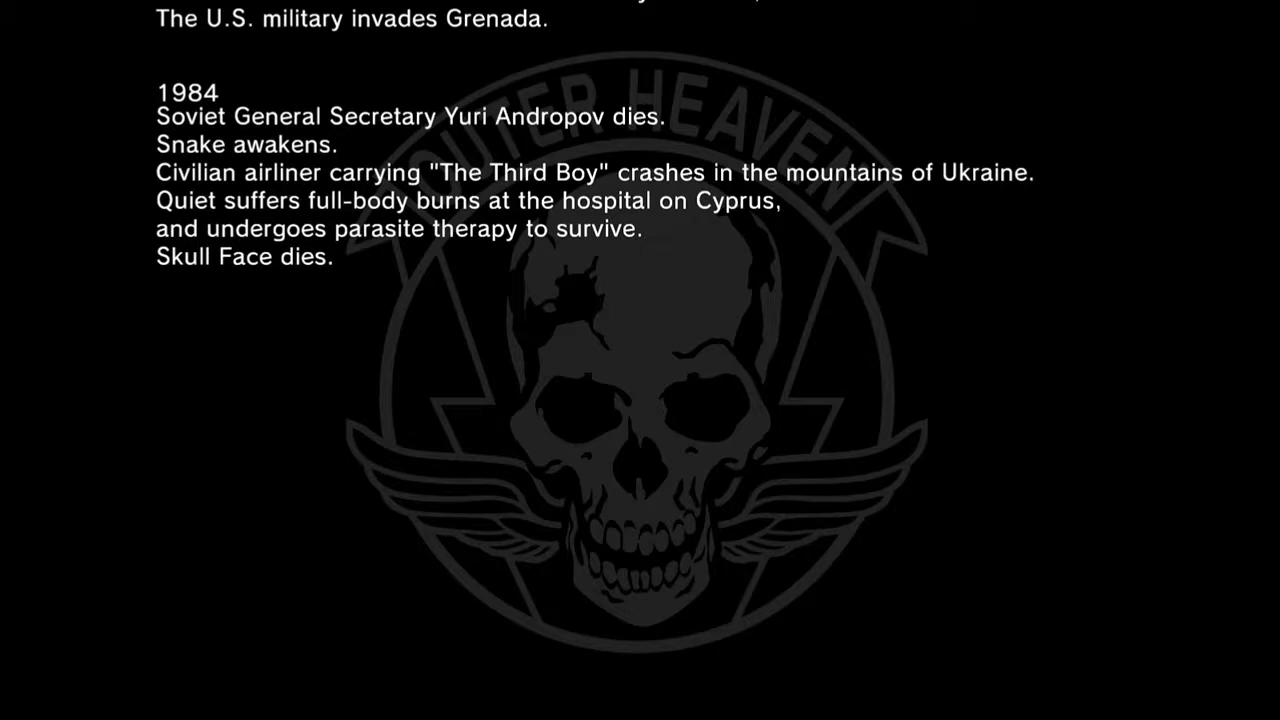 The U.S. military invades Grenada.
1984
Soviet General Secretary Yuri Andropov dies.
Snake awakens.
Civilian airliner carrying "The Third Boy" crashes in the mountains of Ukraine.
Quiet suffers full-body burns at the hospital on Cyprus,
and undergoes parasite therapy to survive.
Skull Face dies.
OUTER HEAVEN